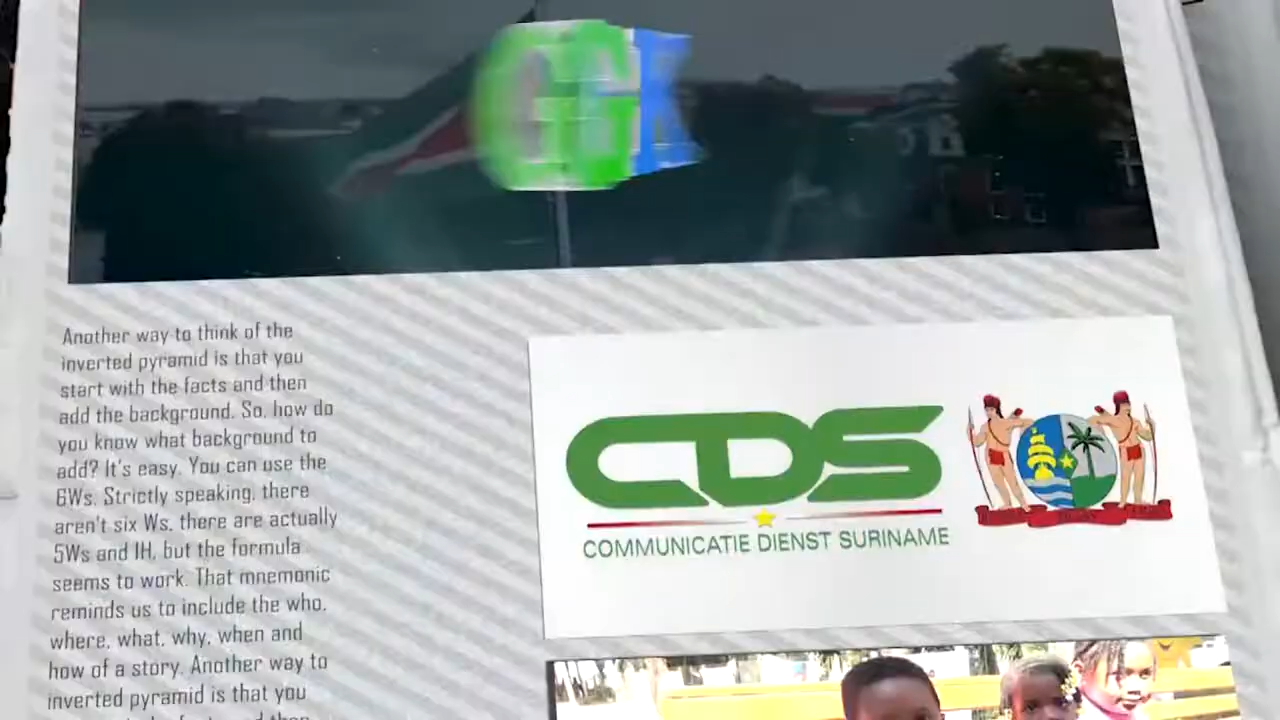 Another way to think of the
inverted pyramid is that you
start with the facts and then
add the background. So, how do
you know what background to
add? It's easy. You can use the
6Ws. Strictly speaking, there
aren't six Ws, there are actually
5Ws and 1H, but the formula
seems to work. That mnemonic
reminds us to include the who,
where, what, why, when and
how of a story. Another way to
inverted pyramid is that you
CDS
COMMUNICATIE DIENST SURINAME